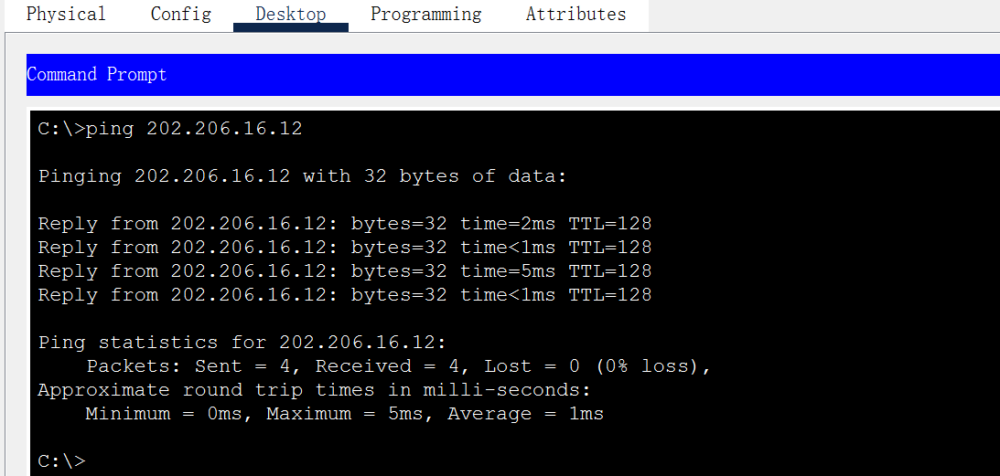 Physical Config Desktop Programming Attributes
Command Prompt
C:\>ping 202.206.16.12
Pinging 202.206.16.12 with 32 bytes of data:
Reply from 202.206.16.12: bytes=32 time=2ms TTL=128
Reply from 202.206.16.12: bytes=32 time<1ms TTL=128
Reply from 202.206.16.12: bytes=32 time=5ms TTL=128
Reply from 202.206.16.12: bytes=32 time<1ms TTL=128
Ping statistics for 202.206.16.12:
    Packets: Sent = 4, Received = 4, Lost = 0 (0% loss),
Approximate round trip times in milli-seconds:
    Minimum = 0ms, Maximum = 5ms, Average = 1ms
C:\>